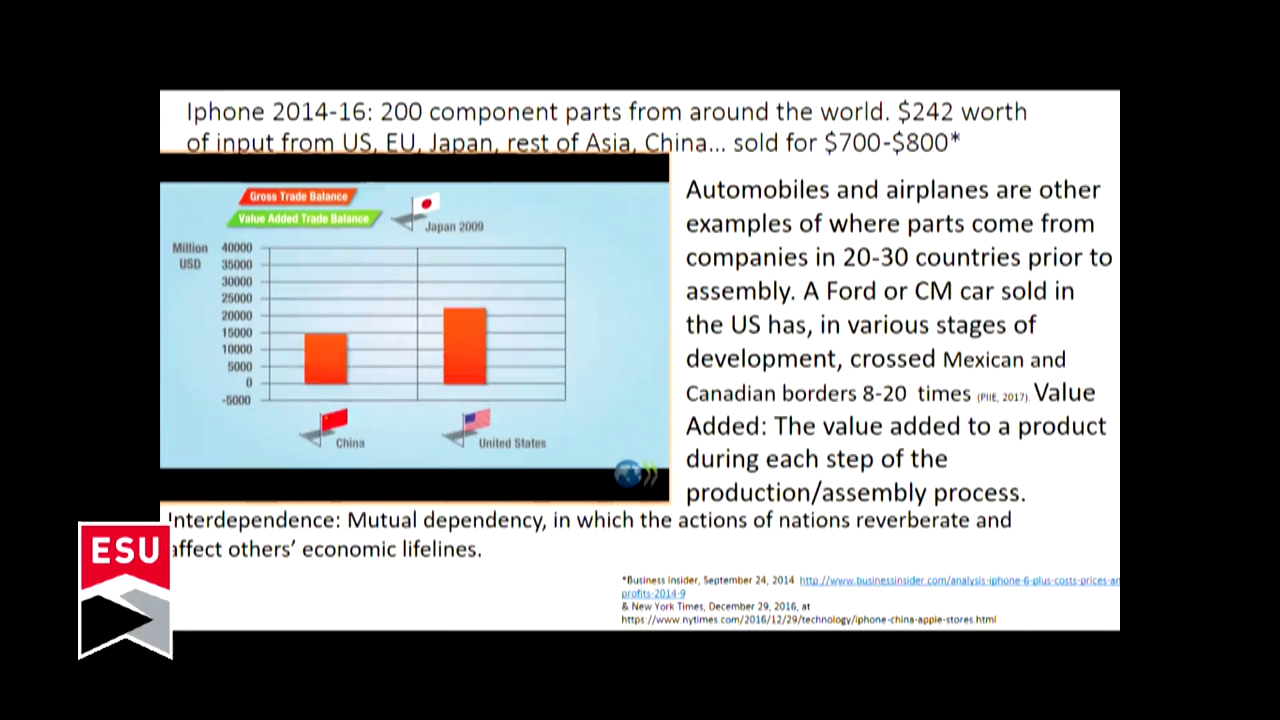 Iphone 2014-16: 200 component parts from around the world. $242 worth
of input from US, EU, Japan, rest of Asia, China... sold for $700-$800*
Gross Trade Balance
Value Added Trade Balance
Japan 2009
Million
USD
40000
35000
30000
25000
20000
15000
10000
5000
0
-5000
China
United States
Automobiles and airplanes are other
examples of where parts come from
companies in 20-30 countries prior to
assembly. A Ford or CM car sold in
the US has, in various stages of
development, crossed Mexican and
Canadian borders 8-20 times (PIIE, 2017). Value
Added: The value added to a product
during each step of the
production/assembly process.
Interdependence: Mutual dependency, in which the actions of nations reverberate and
affect others’ economic lifelines.
ESU
*Business Insider, September 24, 2014 http://www.businessinsider.com/analysis-iphone-6-plus-costs-prices-an
profits-2014-9
& New York Times, December 29, 2016, at
https://www.nytimes.com/2016/12/29/technology/iphone-china-apple-stores.html